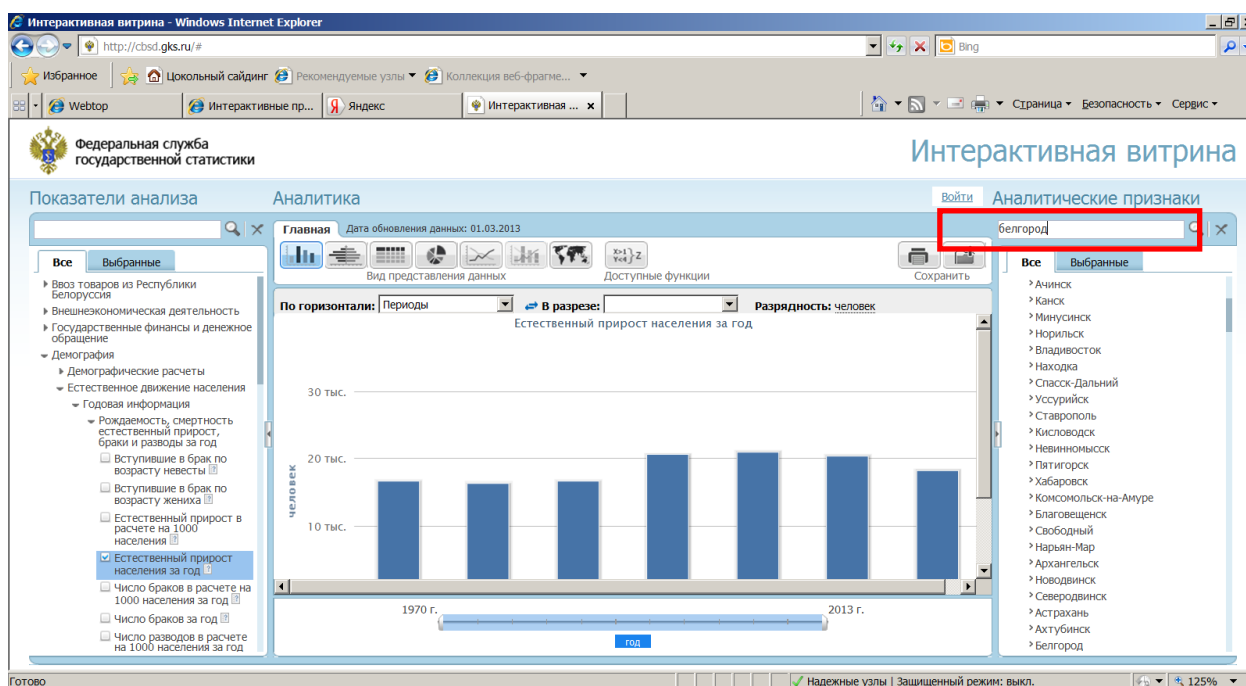 Интерактивная витрина - Windows Internet Explorer
http://cbsd.gks.ru/#
Bing
Избранное
Цокольный сайдинг
Рекомендуемые узлы
Коллекция веб-фрагме...
Webtop
Интерактивные пр...
Яндекс
Интерактивная ...
Страница
Безопасность
Сервис
Федеральная служба
государственной статистики
Интерактивная витрина
Показатели анализа
Все
Выбранные
Ввоз товаров из Республики
Белоруссия
Внешнеэкономическая деятельность
Государственные финансы и денежное
обращение
Демография
Демографические расчеты
Естественное движение населения
Годовая информация
Рождаемость, смертность
естественный прирост,
браки и разводы за год
Вступившие в брак по
возрасту невесты
Вступившие в брак по
возрасту жениха
Естественный прирост в
расчете на 1000
населения
Естественный прирост
населения за год
Число браков в расчете на
1000 населения за год
Число браков за год
Число разводов в расчете
на 1000 населения за год
Аналитика
Войти
Главная
Дата обновления данных: 01.03.2013
X>1
Y<4
}z
Вид представления данных
Доступные функции
Сохранить
По горизонтали: Периоды
В разрезе:
Разрядность: человек
Естественный прирост населения за год
30 тыс.
20 тыс.
10 тыс.
человек
1970 г.
2013 г.
год
Аналитические признаки
белгород
Все
Выбранные
Ачинск
Канск
Минусинск
Норильск
Владивосток
Находка
Спасск-Дальний
Уссурийск
Ставрополь
Кисловодск
Невинномысск
Пятигорск
Хабаровск
Комсомольск-на-Амуре
Благовещенск
Свободный
Нарьян-Мар
Архангельск
Новодвинск
Северодвинск
Астрахань
Ахтубинск
Белгород
Готово
Надежные узлы | Защищенный режим: выкл.
125%